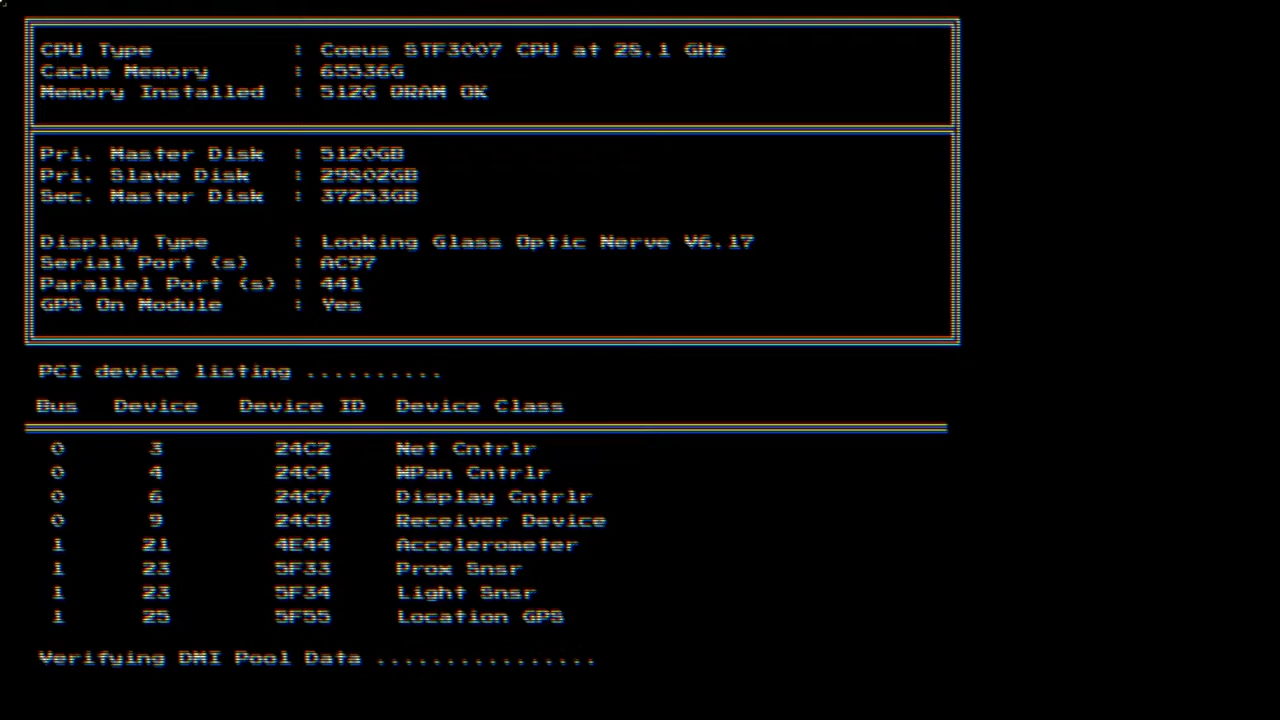 CPU Type : Coeus STF3007 CPU at 25.1 GHz
Cache Memory : 65536G
Memory Installed : 512G DRAM OK
Pri. Master Disk : 5120GB
Pri. Slave Disk : 29802GB
Sec. Master Disk : 37253GB
Display Type : Looking Glass Optic Nerve V6.17
Serial Port (s) : AC97
Parallel Port (s) : 441
GPS On Module : Yes
PCI device listing ..........
Bus Device Device ID Device Class
0 3 24C2 Net Cntrlr
0 4 24C4 WPan Cntrlr
0 6 24C7 Display Cntrlr
0 9 24CB Receiver Device
1 21 4E44 Accelerometer
1 23 5F33 Prox Snsr
1 23 5F34 Light Snsr
1 25 5F55 Location GPS
Verifying DMI Pool Data ................